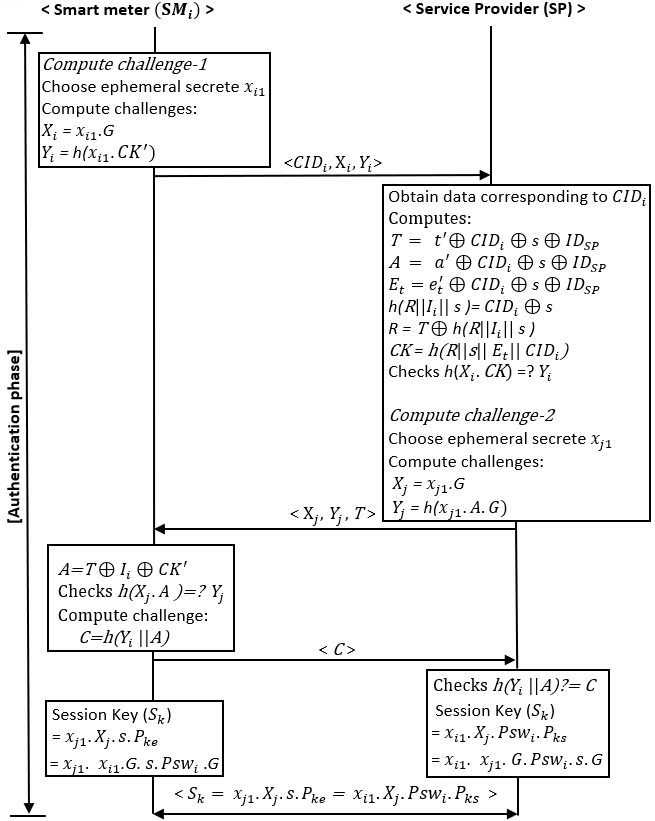 < Smart meter (SMᵢ) >
< Service Provider (SP) >
Compute challenge-1
Choose ephemeral secrete xᵢ₁
Compute challenges:
Xᵢ = xᵢ₁.G
Yᵢ = h(xᵢ₁. CK′)
<CIDᵢ, Xᵢ, Yᵢ>
Obtain data corresponding to CIDᵢ
Computes:
T = t′⊕ CIDᵢ ⊕ s ⊕ ID_SP
A = a′ ⊕ CIDᵢ ⊕ s ⊕ ID_SP
Eₜ = e′ₜ ⊕ CIDᵢ ⊕ s ⊕ ID_SP
h(R||Iᵢ|| s )= CIDᵢ ⊕ s
R = T⊕ h(R||Iᵢ|| s )
CK= h(R||s|| Eₜ|| CIDᵢ)
Checks h(Xᵢ. CK) =? Yᵢ
Compute challenge-2
Choose ephemeral secrete xⱼ₁
Compute challenges:
Xⱼ = xⱼ₁.G
Yⱼ = h(xⱼ₁. A. G)
< Xⱼ, Yⱼ , T>
A=T⊕ Iᵢ ⊕ CK′
Checks h(Xⱼ. A )=? Yⱼ
Compute challenge:
C=h(Yᵢ ||A)
< C>
Checks h(Yᵢ ||A)?= C
Session Key (Sₖ)
= xᵢ₁. Xⱼ. Pswᵢ. Pₖₛ
= xᵢ₁. xⱼ₁. G. Pswᵢ. s. G
Session Key (Sₖ)
= xⱼ₁. Xⱼ. s. Pₖₑ
= xⱼ₁. xᵢ₁.G. s. Pswᵢ .G
< Sₖ = xⱼ₁. Xⱼ. s. Pₖₑ = xᵢ₁. Xⱼ. Pswᵢ. Pₖₛ >
[Authentication phase]